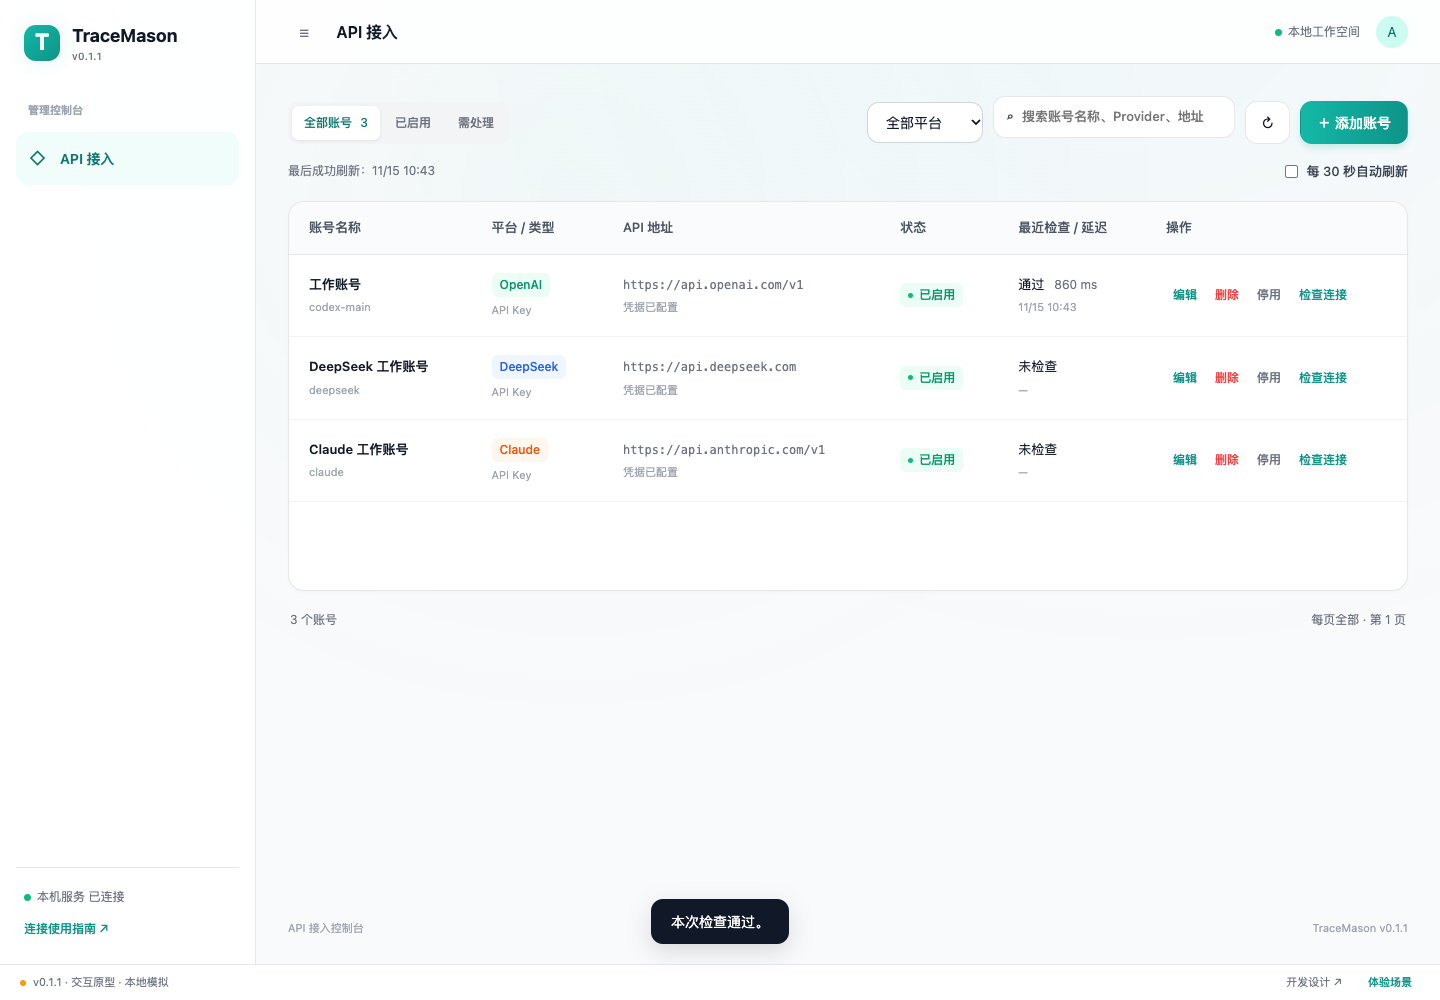 T TraceMason
v0.1.1
管理控制台
API 接入
本机服务 已连接
连接使用指南 ↗
≡ API 接入
本地工作空间 A
全部账号 3 已启用 需处理
全部平台 搜索账号名称、Provider、地址 ↻ + 添加账号
最后成功刷新：11/15 10:43 每 30 秒自动刷新
账号名称 平台 / 类型 API 地址 状态 最近检查 / 延迟 操作
工作账号 OpenAI https://api.openai.com/v1 已启用 通过 860 ms 编辑 删除 停用 检查连接
codex-main API Key 凭据已配置 11/15 10:43
DeepSeek 工作账号 DeepSeek https://api.deepseek.com 已启用 未检查 编辑 删除 停用 检查连接
deepseek API Key 凭据已配置 —
Claude 工作账号 Claude https://api.anthropic.com/v1 已启用 未检查 编辑 删除 停用 检查连接
claude API Key 凭据已配置 —
3 个账号 每页全部 · 第 1 页
本次检查通过。
API 接入控制台 TraceMason v0.1.1
v0.1.1 · 交互原型 · 本地模拟 开发设计 ↗ 体验场景